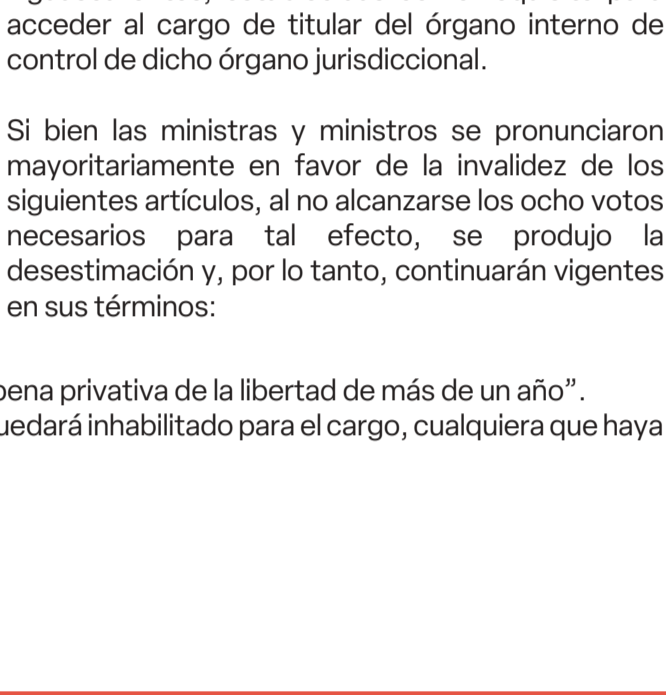 acceder al cargo de titular del órgano interno de
control de dicho órgano jurisdiccional.
Si bien las ministras y ministros se pronunciaron
mayoritariamente en favor de la invalidez de los
siguientes artículos, al no alcanzarse los ocho votos
necesarios para tal efecto, se produjo la
desestimación y, por lo tanto, continuarán vigentes
en sus términos:
pena privativa de la libertad de más de un año”.
uedará inhabilitado para el cargo, cualquiera que haya